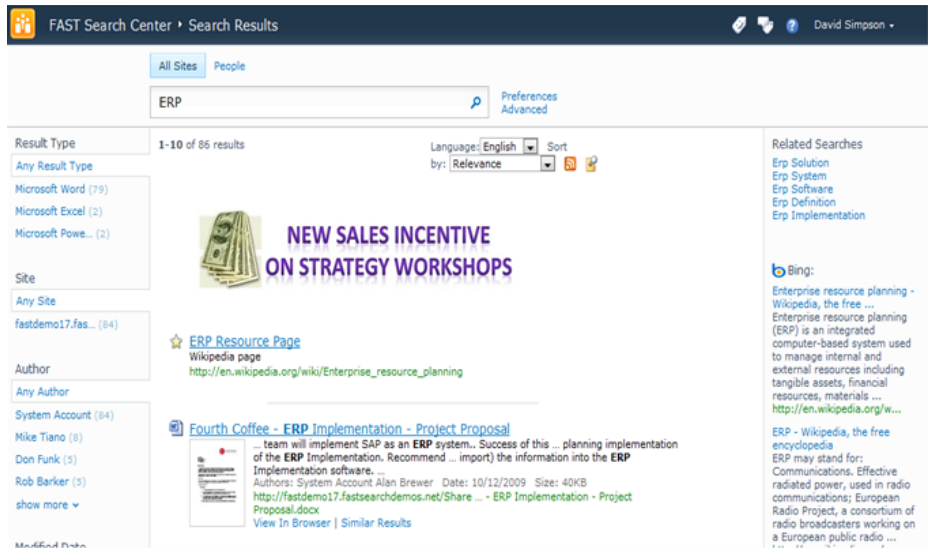 FAST Search Center ▸ Search Results
David Simpson
All Sites People
ERP
Preferences
Advanced
Result Type
Any Result Type
Microsoft Word (79)
Microsoft Excel (2)
Microsoft Powe... (2)
Site
Any Site
fastdemo17.fas... (84)
Author
Any Author
System Account (84)
Mike Tiano (8)
Don Funk (5)
Rob Barker (5)
show more
Modified Date
1-10 of 86 results
Language: English Sort
by: Relevance
NEW SALES INCENTIVE
ON STRATEGY WORKSHOPS
ERP Resource Page
Wikipedia page
http://en.wikipedia.org/wiki/Enterprise_resource_planning
Fourth Coffee - ERP Implementation - Project Proposal
... team will implement SAP as an ERP system.. Success of this ... planning implementation
of the ERP Implementation. Recommend ... import) the information into the ERP
Implementation software. ...
Authors: System Account Alan Brewer Date: 10/12/2009 Size: 40KB
http://fastdemo17.fastsearchdemos.net/Share ... - ERP Implementation - Project
Proposal.docx
View In Browser | Similar Results
Related Searches
Erp Solution
Erp System
Erp Software
Erp Definition
Erp Implementation
Bing:
Enterprise resource planning -
Wikipedia, the free ...
Enterprise resource planning
(ERP) is an integrated
computer-based system used
to manage internal and
external resources including
tangible assets, financial
resources, materials ...
http://en.wikipedia.org/w...
ERP - Wikipedia, the free
encyclopedia
ERP may stand for:
Communications. Effective
radiated power, used in radio
communications; European
Radio Project, a consortium of
radio broadcasters working on
a European public radio ...